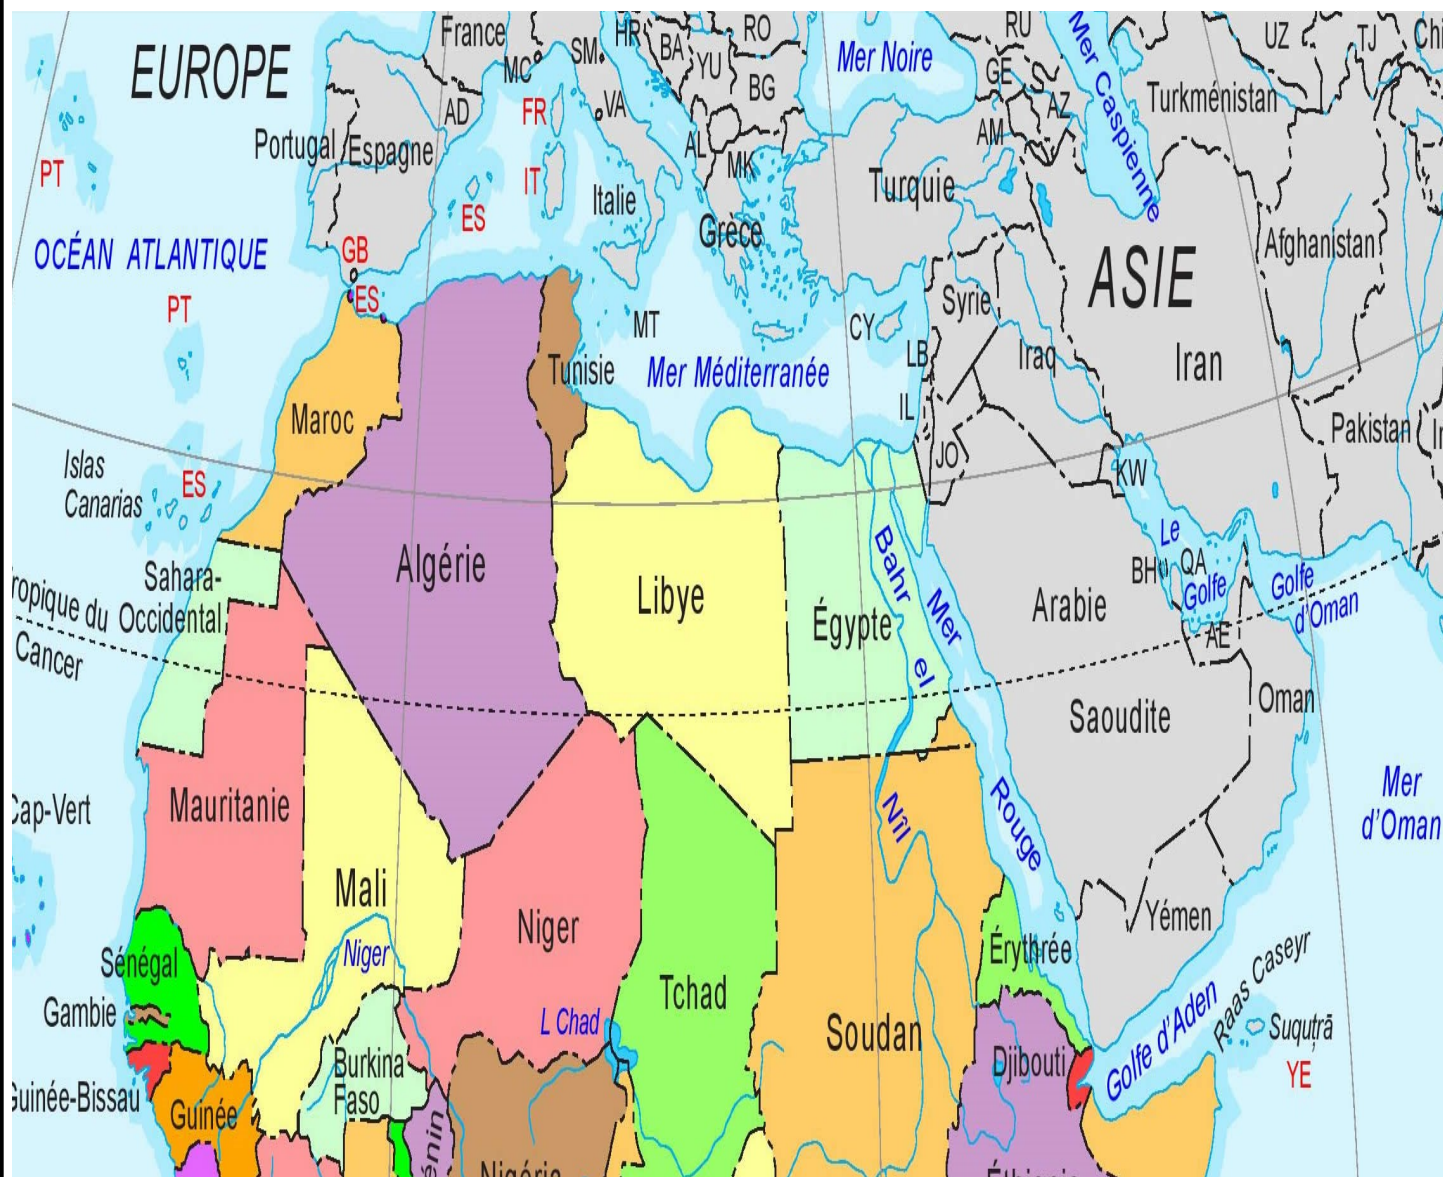 EUROPE
France
MC
SM
HR
BA
YU
RO
BG
Mer Noire
RU
GE
AZ
AM
Mer Caspienne
Turkménistan
UZ
TJ
AD
FR
VA
AL
MK
PT
Portugal
Espagne
IT
Italie
ES
Grèce
Turquie
OCÉAN ATLANTIQUE
GB
ES
ASIE
Afghanistan
PT
MT
CY
Syrie
LB
Iraq
Iran
Tunisie
Mer Méditerranée
Maroc
IL
JO
KW
Pakistan
Islas
Canarias
ES
Algérie
Libye
Égypte
Bahr el
Nîl
Mer
Rouge
Le
Golfe
BH
QA
Golfe
d'Oman
AE
Arabie
Saoudite
Oman
Sahara-
Occidental
ropique du
Cancer
Mauritanie
Mali
Niger
Niger
Tchad
L Chad
Soudan
Érythrée
Yémen
Mer
d'Oman
Cap-Vert
Sénégal
Gambie
Guinée-Bissau
Guinée
Burkina
Faso
énin
Nigéria
Djibouti
Éthiopie
Golfe d'Aden
Raas Caseyr
Suquṭrā
YE